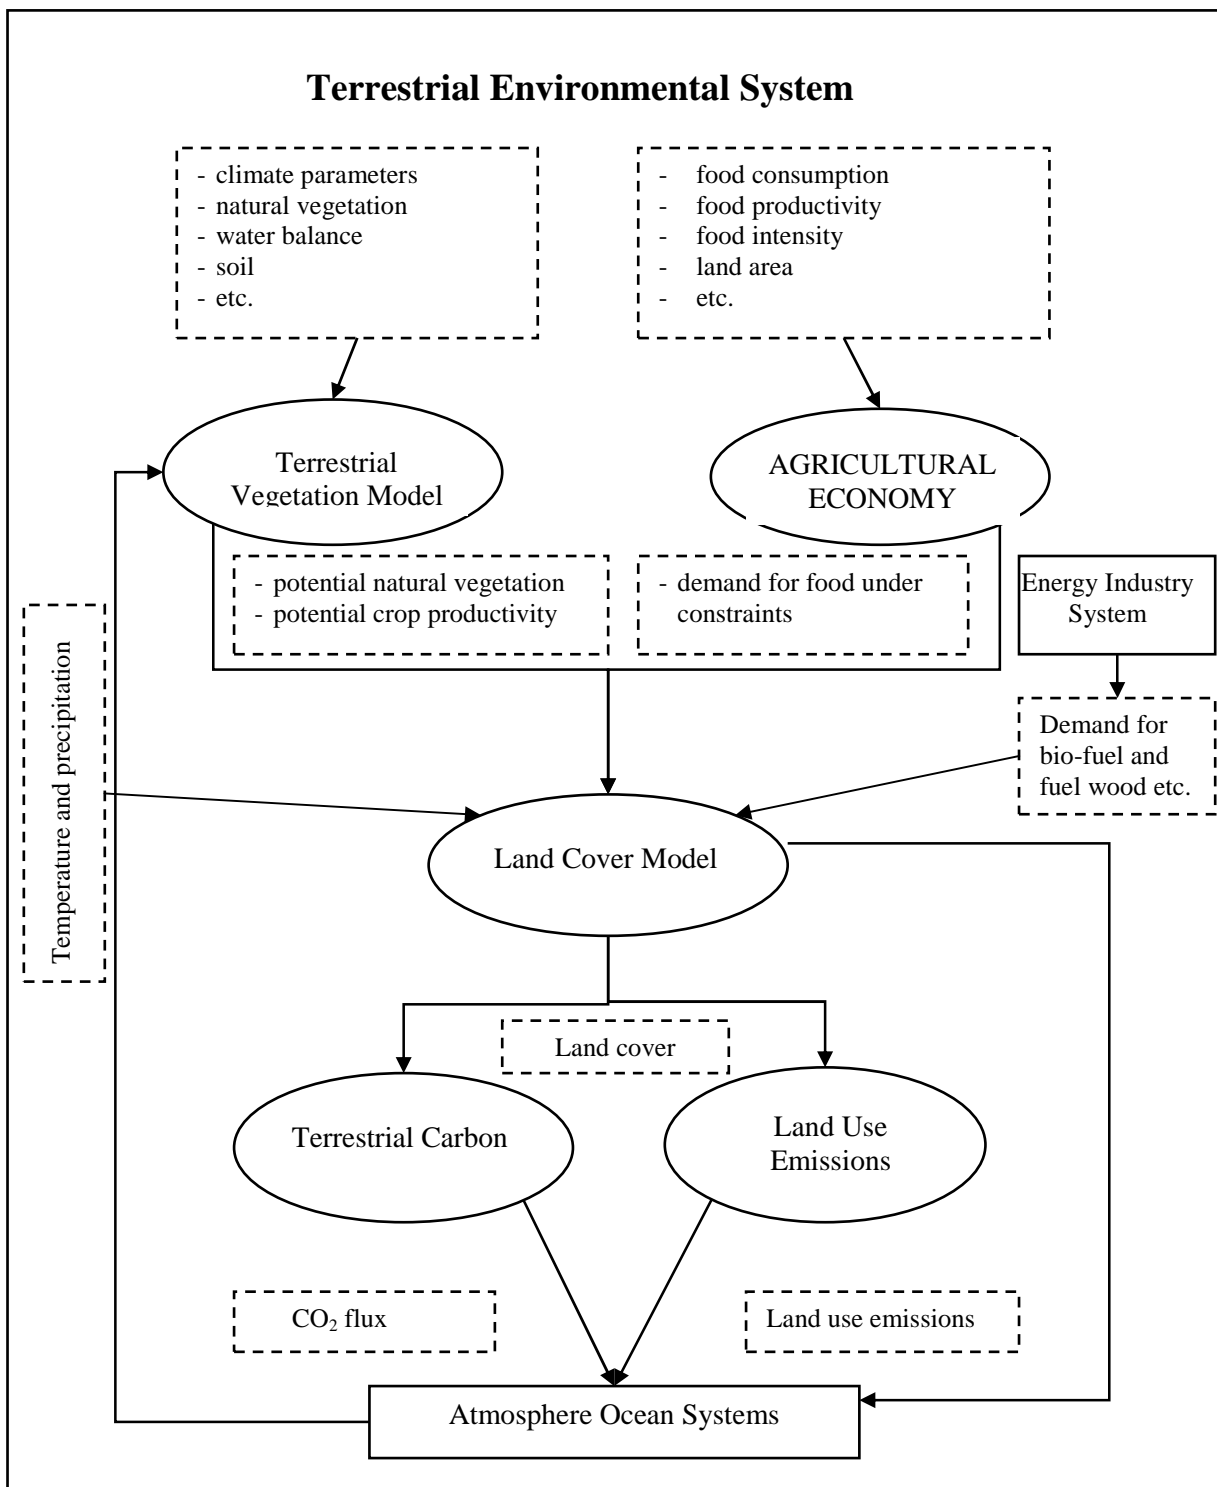 Terrestrial Environmental System
- climate parameters
- natural vegetation
- water balance
- soil
- etc.
- food consumption
- food productivity
- food intensity
- land area
- etc.
Terrestrial
Vegetation Model
AGRICULTURAL
ECONOMY
- potential natural vegetation
- potential crop productivity
- demand for food under
constraints
Energy Industry
System
Temperature and precipitation
Demand for
bio-fuel and
fuel wood etc.
Land Cover Model
Land cover
Terrestrial Carbon
Land Use
Emissions
CO₂ flux
Land use emissions
Atmosphere Ocean Systems